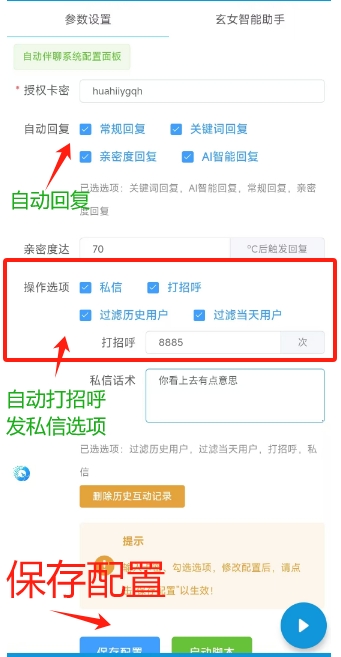 参数设置 玄女智能助手
自动伴聊系统配置面板
* 授权卡密 huahiiygqh
自动回复 常规回复 关键词回复
亲密度回复 AI智能回复
自动回复
已选选项：关键词回复，AI智能回复，常规回复，亲密
度回复
亲密度达 70 °C后触发回复
操作选项 私信 打招呼
过滤历史用户 过滤当天用户
打招呼 8885 次
自动打招呼
发私信选项
私信话术 你看上去有点意思
已选选项：过滤历史用户，过滤当天用户，打招呼，私
信
删除历史互动记录
提示
勾选选项，修改配置后，请点
配置"以生效！
保存配置
保存配置 启动脚本